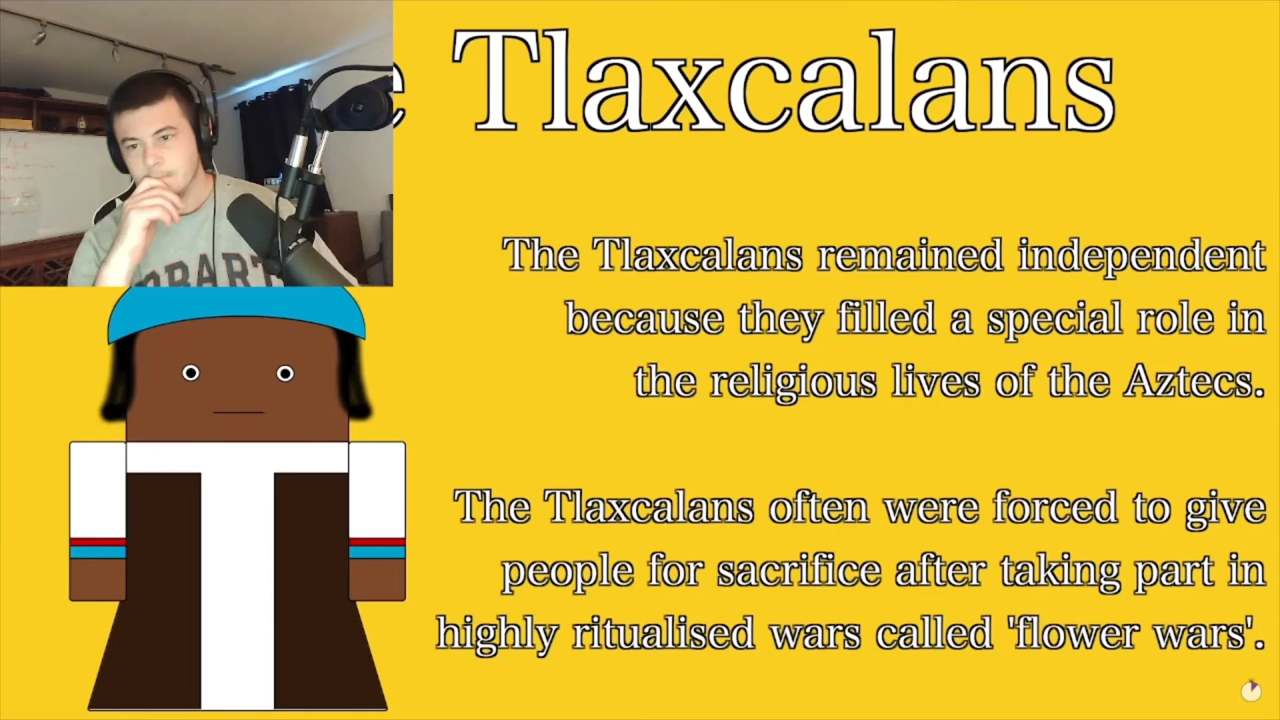 e Tlaxcalans
The Tlaxcalans remained independent
because they filled a special role in
the religious lives of the Aztecs.
The Tlaxcalans often were forced to give
people for sacrifice after taking part in
highly ritualised wars called 'flower wars'.